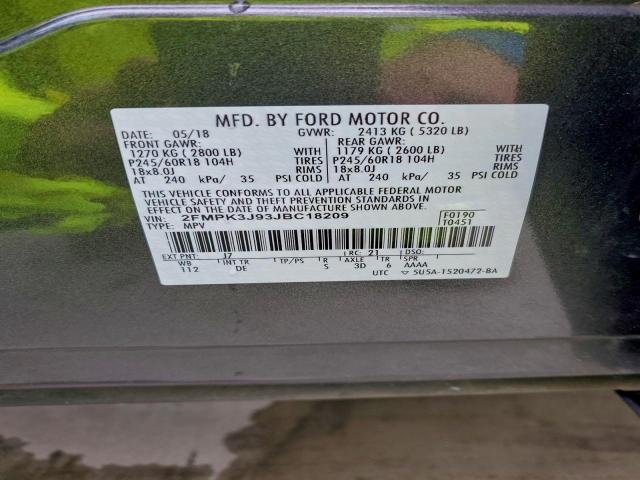 MFD. BY FORD MOTOR CO.
DATE: 05/18 GVWR: 2413 KG ( 5320 LB)
FRONT GAWR: REAR GAWR:
1270 KG ( 2800 LB) WITH 1179 KG ( 2600 LB) WITH
P245/60R18 104H TIRES P245/60R18 104H TIRES
18x8.0J RIMS 18x8.0J RIMS
AT 240 kPa/ 35 PSI COLD AT 240 kPa/ 35 PSI COLD
THIS VEHICLE CONFORMS TO ALL APPLICABLE FEDERAL MOTOR
VEHICLE SAFETY AND THEFT PREVENTION STANDARDS IN EFFECT
ON THE DATE OF MANUFACTURE SHOWN ABOVE.
VIN: 2FMPK3J93JBC18209 F0190
TYPE: MPV T0451
EXT PNT: J7 RC: 21 DSO:
WB INT TR TP/PS R AXLE TR SPR
112 DE S 3D 6 AAAA
UTC ▽ SU5A-1520472-BA